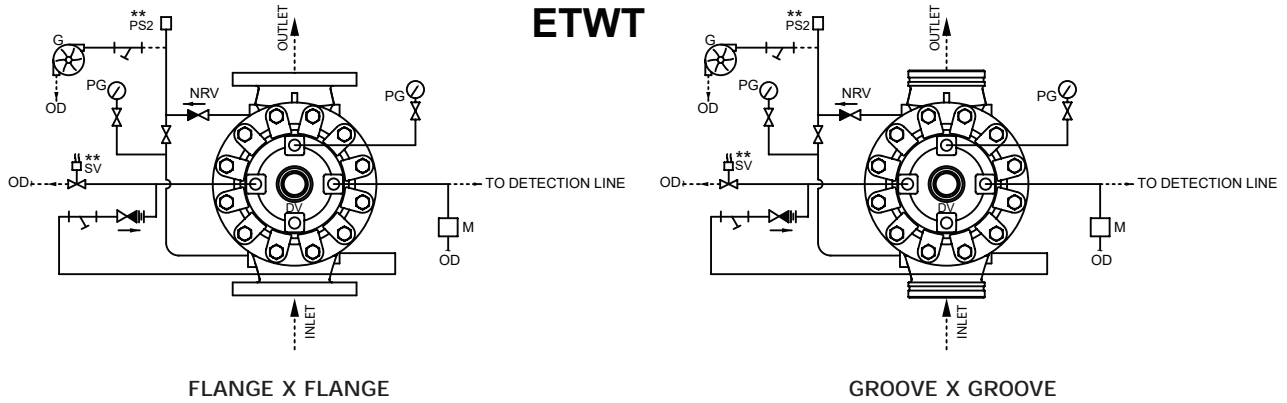 ETWT
**
PS2
G
OUTLET
PG
NRV
PG
OD
**
SV
OD
TO DETECTION LINE
DV
M
OD
INLET
FLANGE X FLANGE
**
PS2
G
OUTLET
PG
NRV
PG
OD
**
SV
OD
TO DETECTION LINE
DV
M
OD
INLET
GROOVE X GROOVE